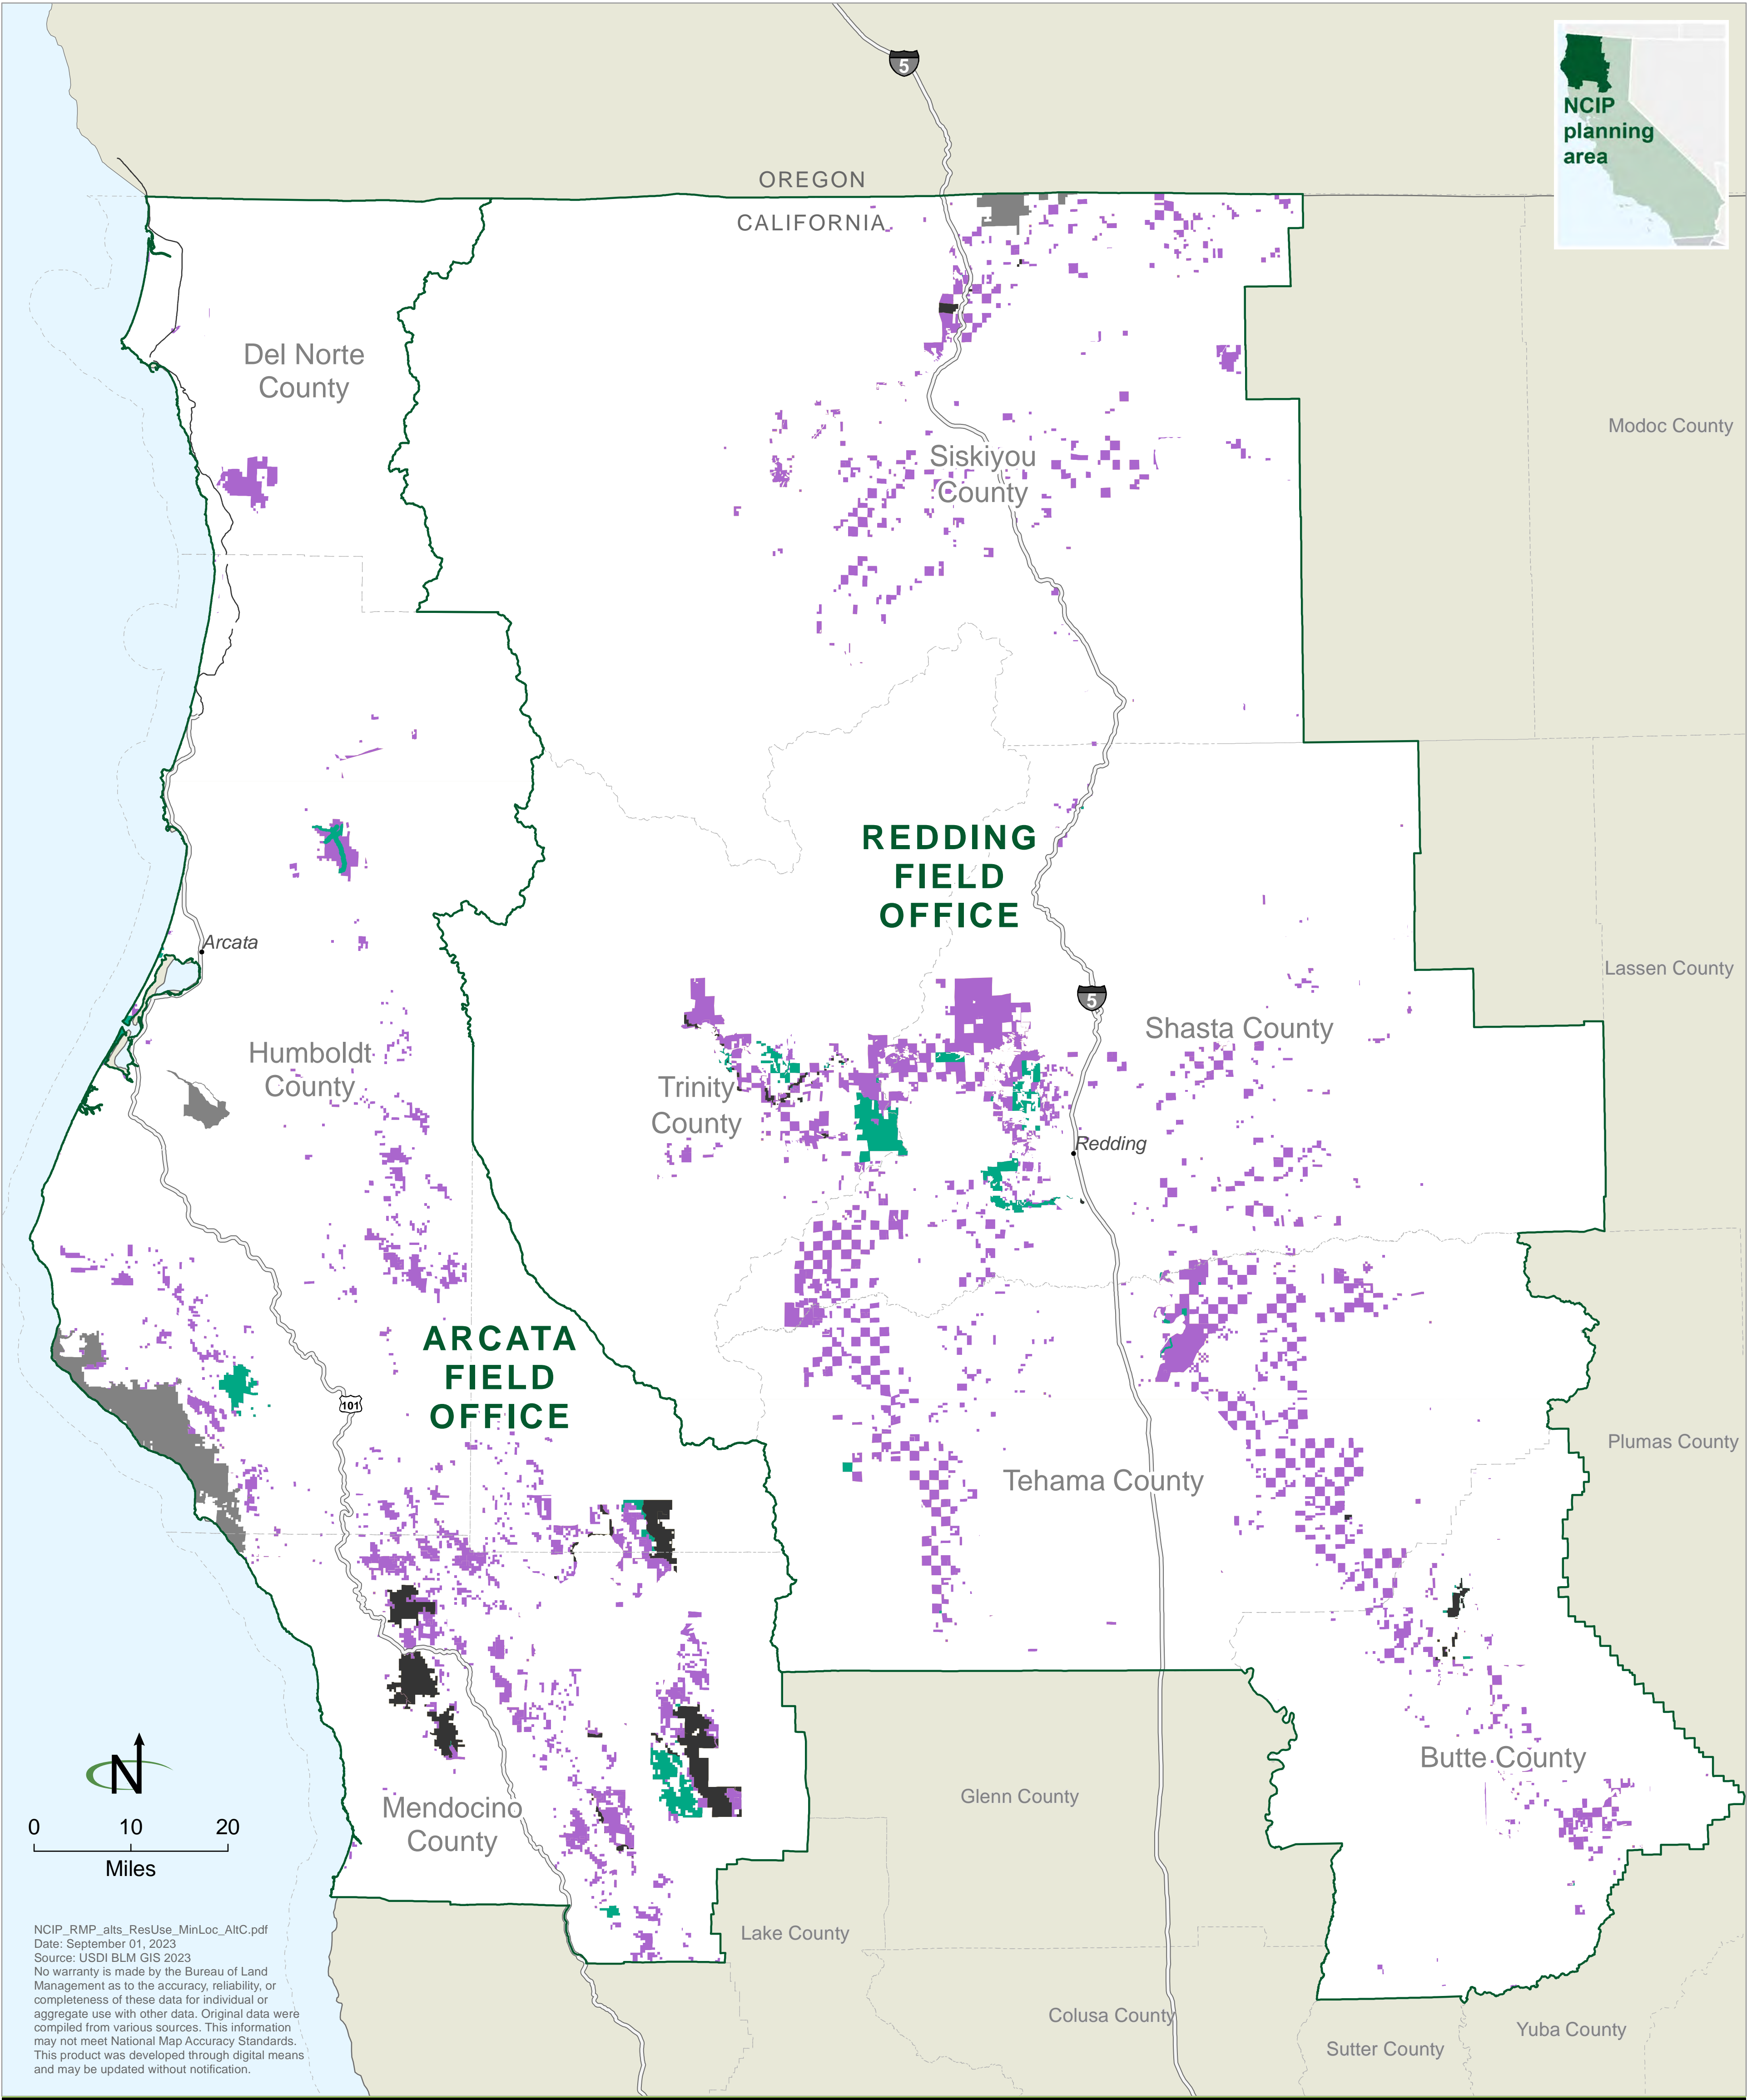 5
NCIP
planning
area
OREGON
CALIFORNIA
Del Norte
County
Modoc County
Siskiyou
County
REDDING
FIELD
OFFICE
Arcata
Lassen County
5
Shasta County
Humboldt
County
Trinity
County
Redding
ARCATA
FIELD
OFFICE
101
Plumas County
Tehama County
N
Butte County
Mendocino
County
Glenn County
0 10 20
Miles
Lake County
NCIP_RMP_alts_ResUse_MinLoc_AltC.pdf
Date: September 01, 2023
Source: USDI BLM GIS 2023
No warranty is made by the Bureau of Land
Management as to the accuracy, reliability, or
completeness of these data for individual or
aggregate use with other data. Original data were
compiled from various sources. This information
may not meet National Map Accuracy Standards.
This product was developed through digital means
and may be updated without notification.
Colusa County
Sutter County
Yuba County